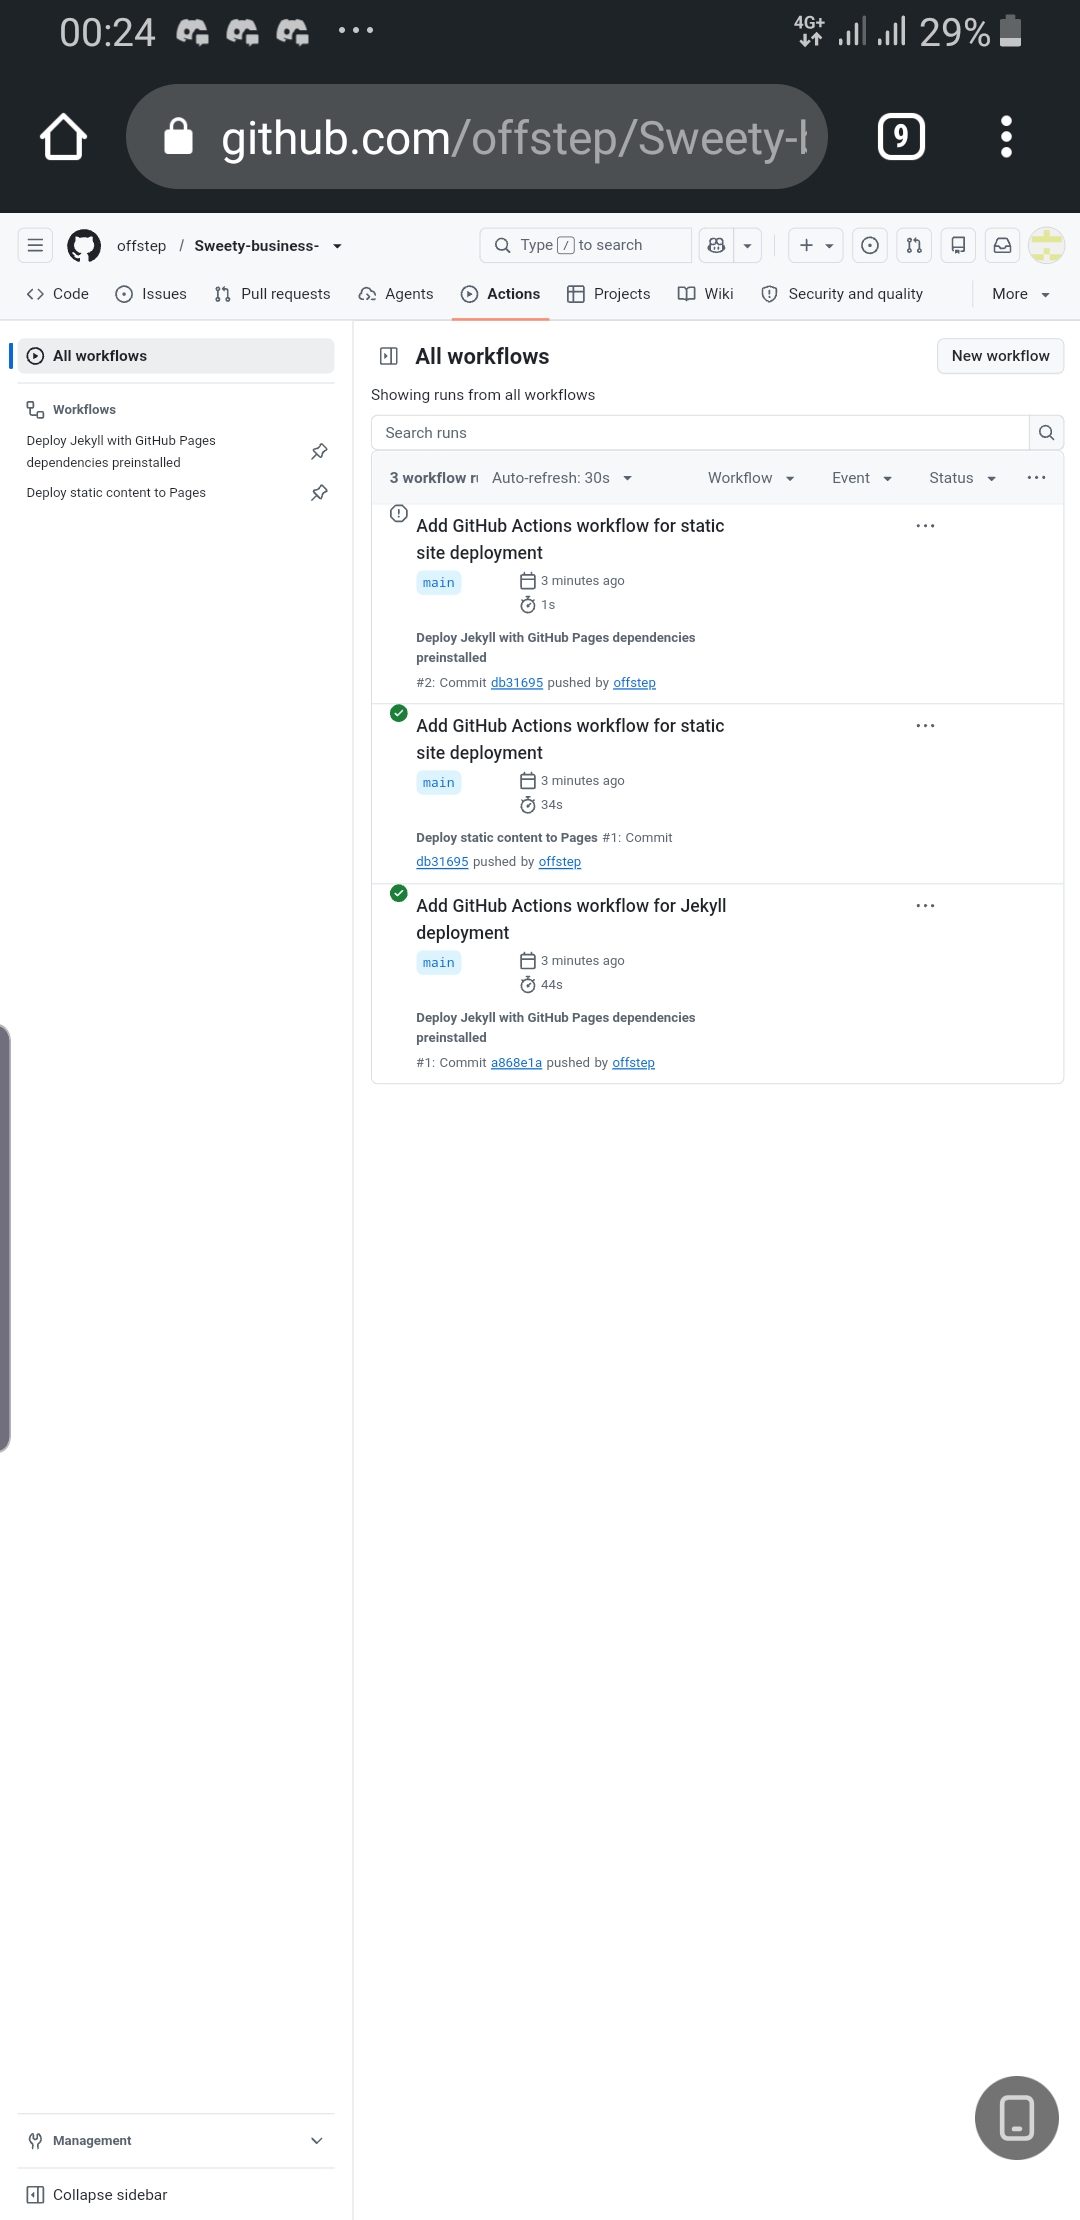 00:24
4G+
29%
github.com/offstep/Sweety-
9
offstep / Sweety-business-
Type / to search
Code
Issues
Pull requests
Agents
Actions
Projects
Wiki
Security and quality
More
All workflows
Workflows
Deploy Jekyll with GitHub Pages
dependencies preinstalled
Deploy static content to Pages
All workflows
New workflow
Showing runs from all workflows
Search runs
3 workflow
Auto-refresh: 30s
Workflow
Event
Status
Add GitHub Actions workflow for static
site deployment
main
3 minutes ago
1s
Deploy Jekyll with GitHub Pages dependencies
preinstalled
#2: Commit db31695 pushed by offstep
Add GitHub Actions workflow for static
site deployment
main
3 minutes ago
34s
Deploy static content to Pages #1: Commit
db31695 pushed by offstep
Add GitHub Actions workflow for Jekyll
deployment
main
3 minutes ago
44s
Deploy Jekyll with GitHub Pages dependencies
preinstalled
#1: Commit a868e1a pushed by offstep
Management
Collapse sidebar